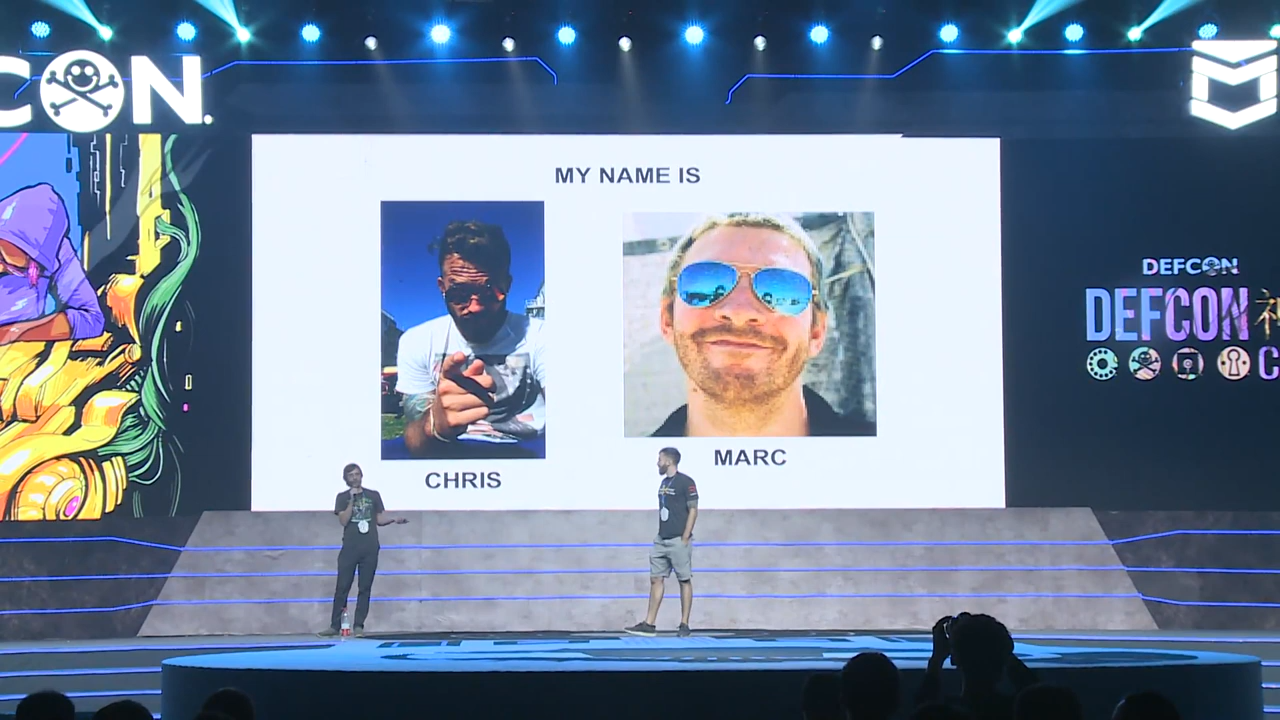 CON.
MY NAME IS
CHRIS
MARC
DEFCON
DEFCON
C